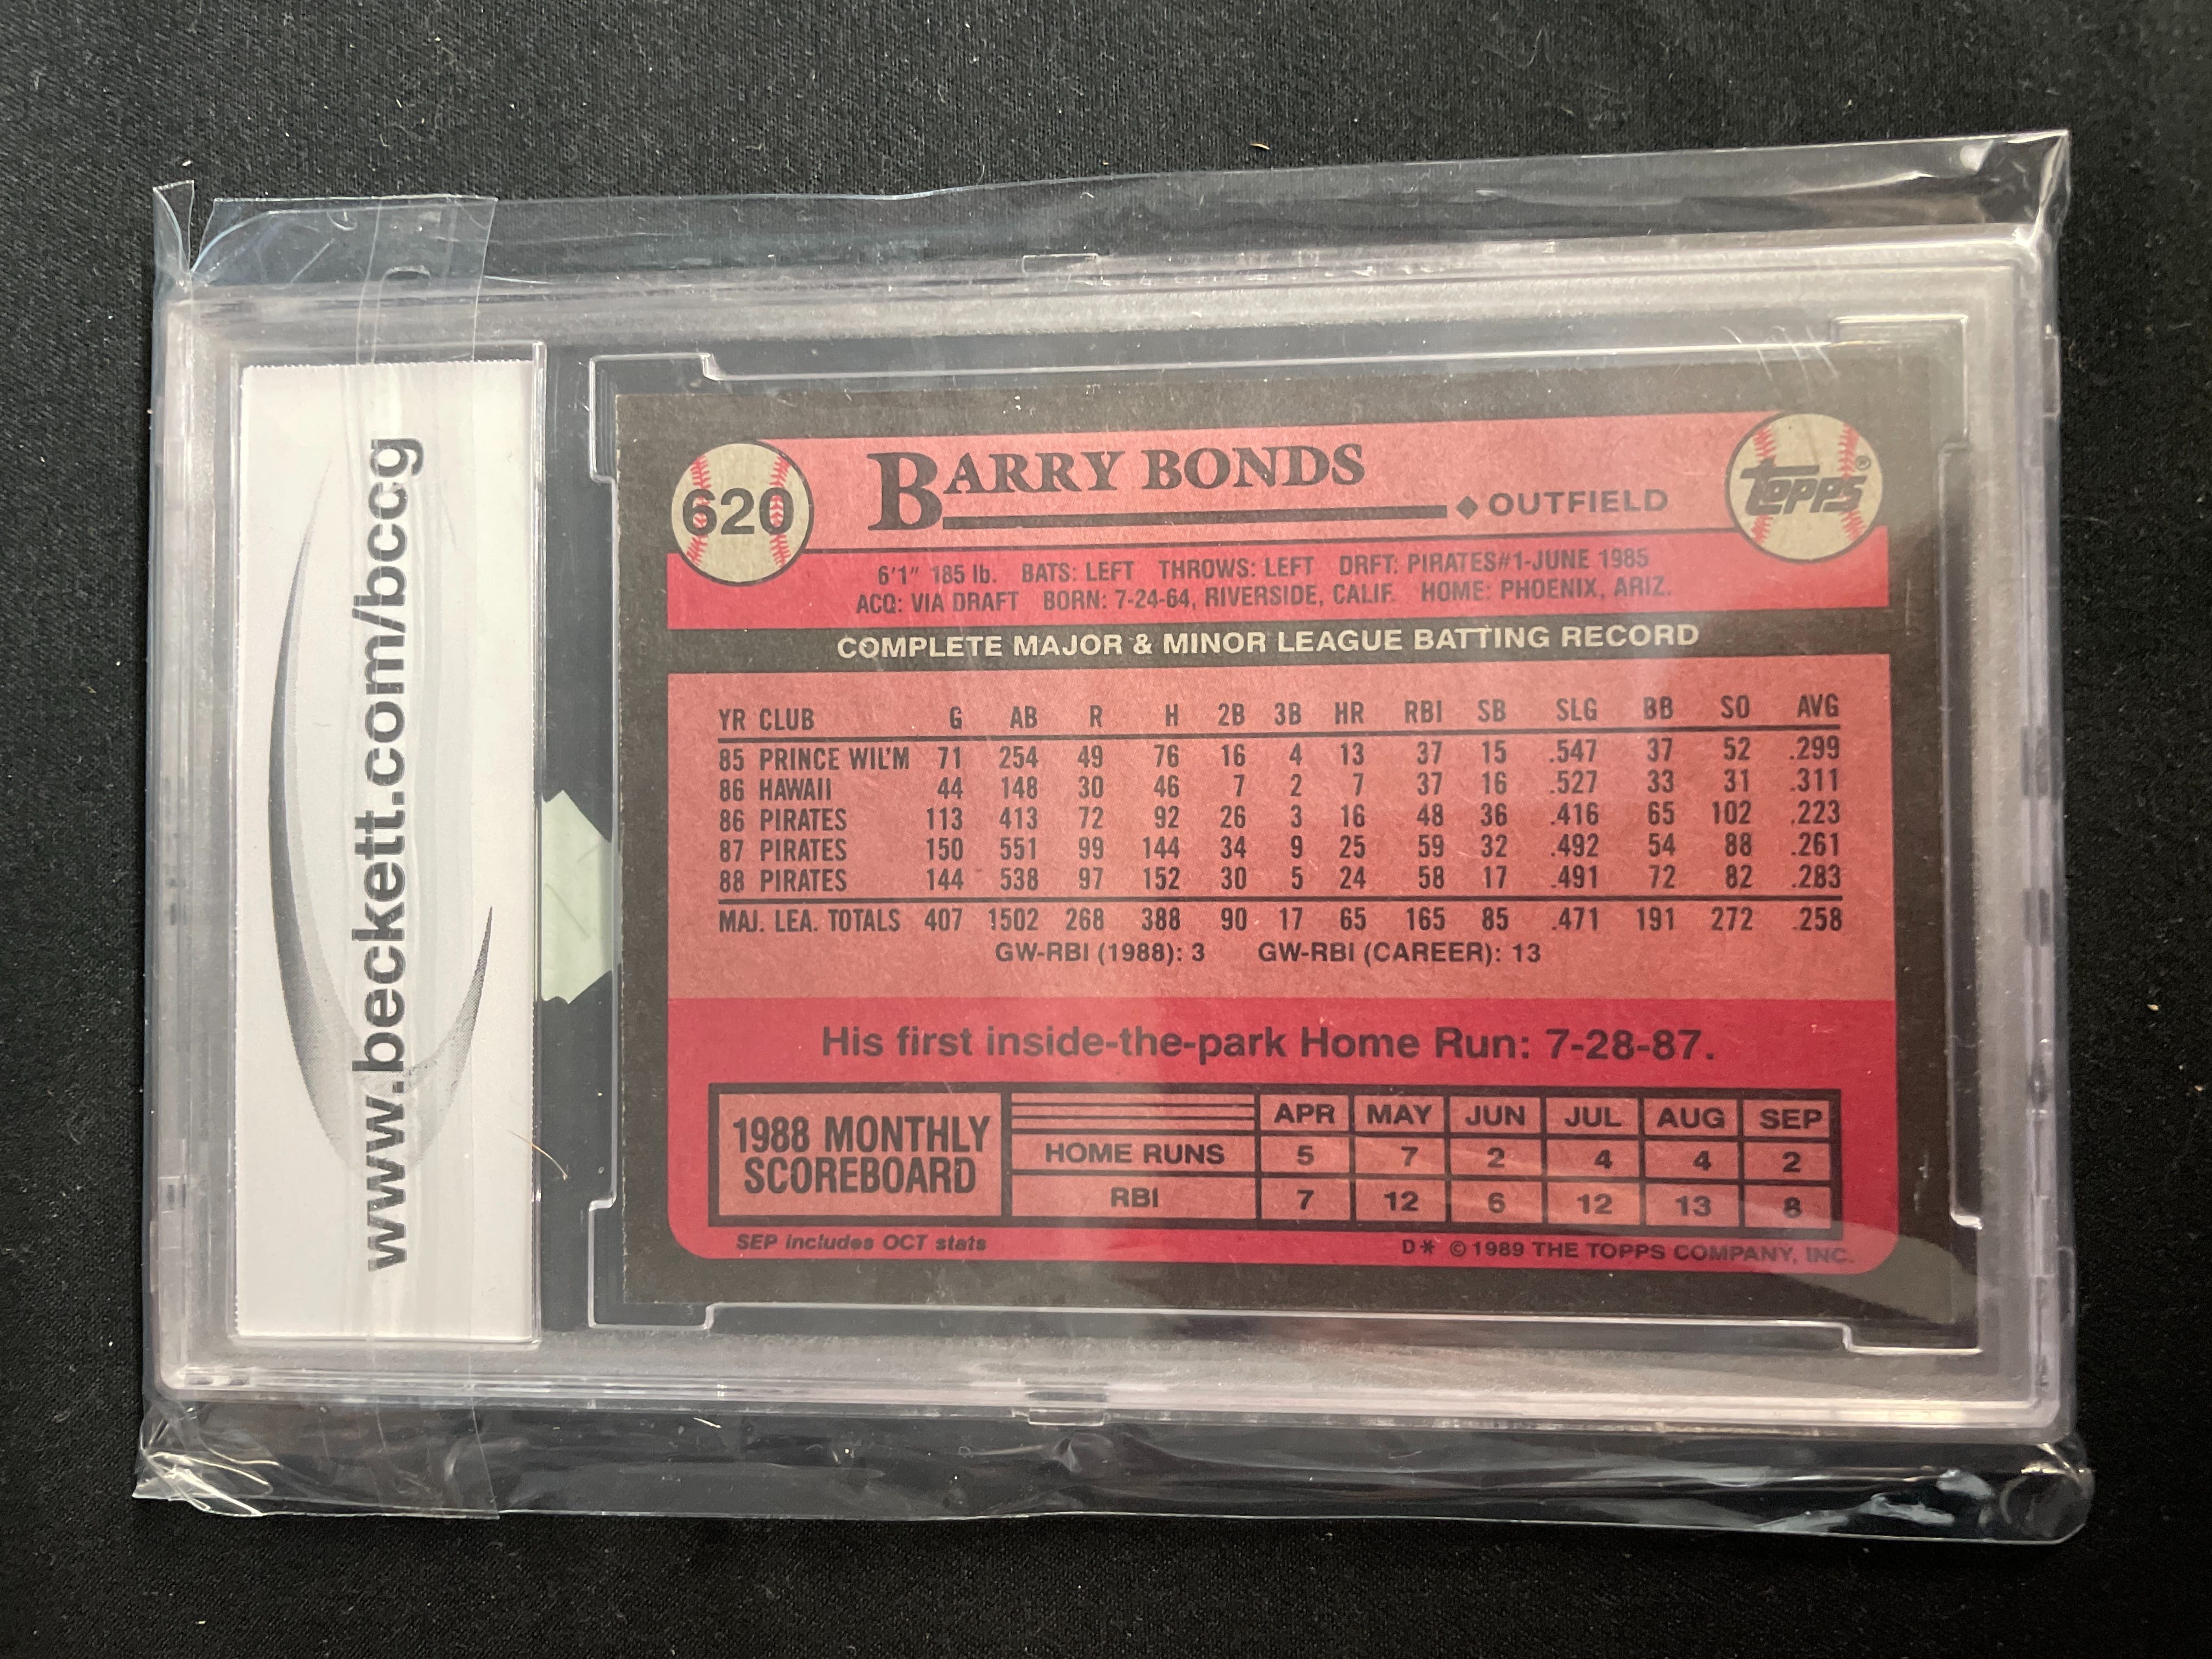 www.beckett.com/bccg
620
BARRY BONDS
◆ OUTFIELD
TOPPS®
6'1" 185 lb. BATS: LEFT THROWS: LEFT DRFT: PIRATES#1-JUNE 1985
ACQ: VIA DRAFT BORN: 7-24-64, RIVERSIDE, CALIF. HOME: PHOENIX, ARIZ.
COMPLETE MAJOR & MINOR LEAGUE BATTING RECORD
YR CLUB G AB R H 2B 3B HR RBI SB SLG BB SO AVG
85 PRINCE WIL'M 71 254 49 76 16 4 13 37 15 .547 37 52 .299
86 HAWAII 44 148 30 46 7 2 7 37 16 .527 33 31 .311
86 PIRATES 113 413 72 92 26 3 16 48 36 .416 65 102 .223
87 PIRATES 150 551 99 144 34 9 25 59 32 .492 54 88 .261
88 PIRATES 144 538 97 152 30 5 24 58 17 .491 72 82 .283
MAJ. LEA. TOTALS 407 1502 268 388 90 17 65 165 85 .471 191 272 .258
GW-RBI (1988): 3 GW-RBI (CAREER): 13
His first inside-the-park Home Run: 7-28-87.
1988 MONTHLY
SCOREBOARD
APR MAY JUN JUL AUG SEP
HOME RUNS 5 7 2 4 4 2
RBI 7 12 6 12 13 8
SEP includes OCT stats
D* © 1989 THE TOPPS COMPANY, INC.